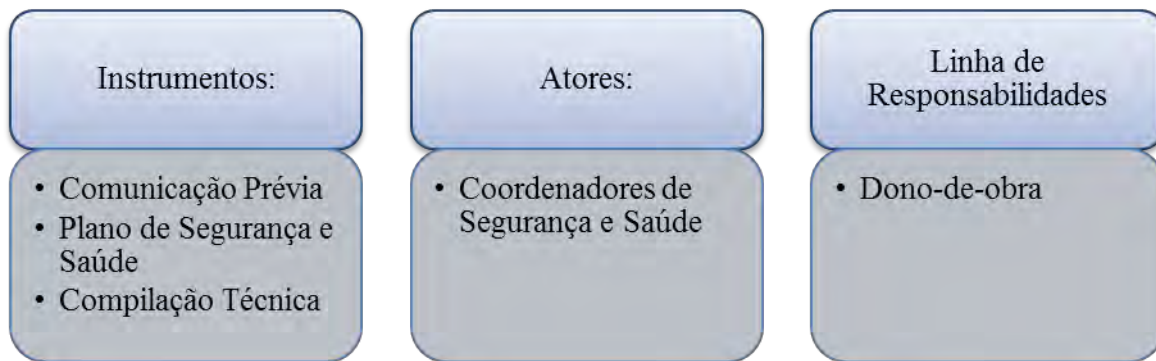 Instrumentos:
• Comunicação Prévia
• Plano de Segurança e
Saúde
• Compilação Técnica
Atores:
• Coordenadores de
Segurança e Saúde
Linha de
Responsabilidades
• Dono-de-obra